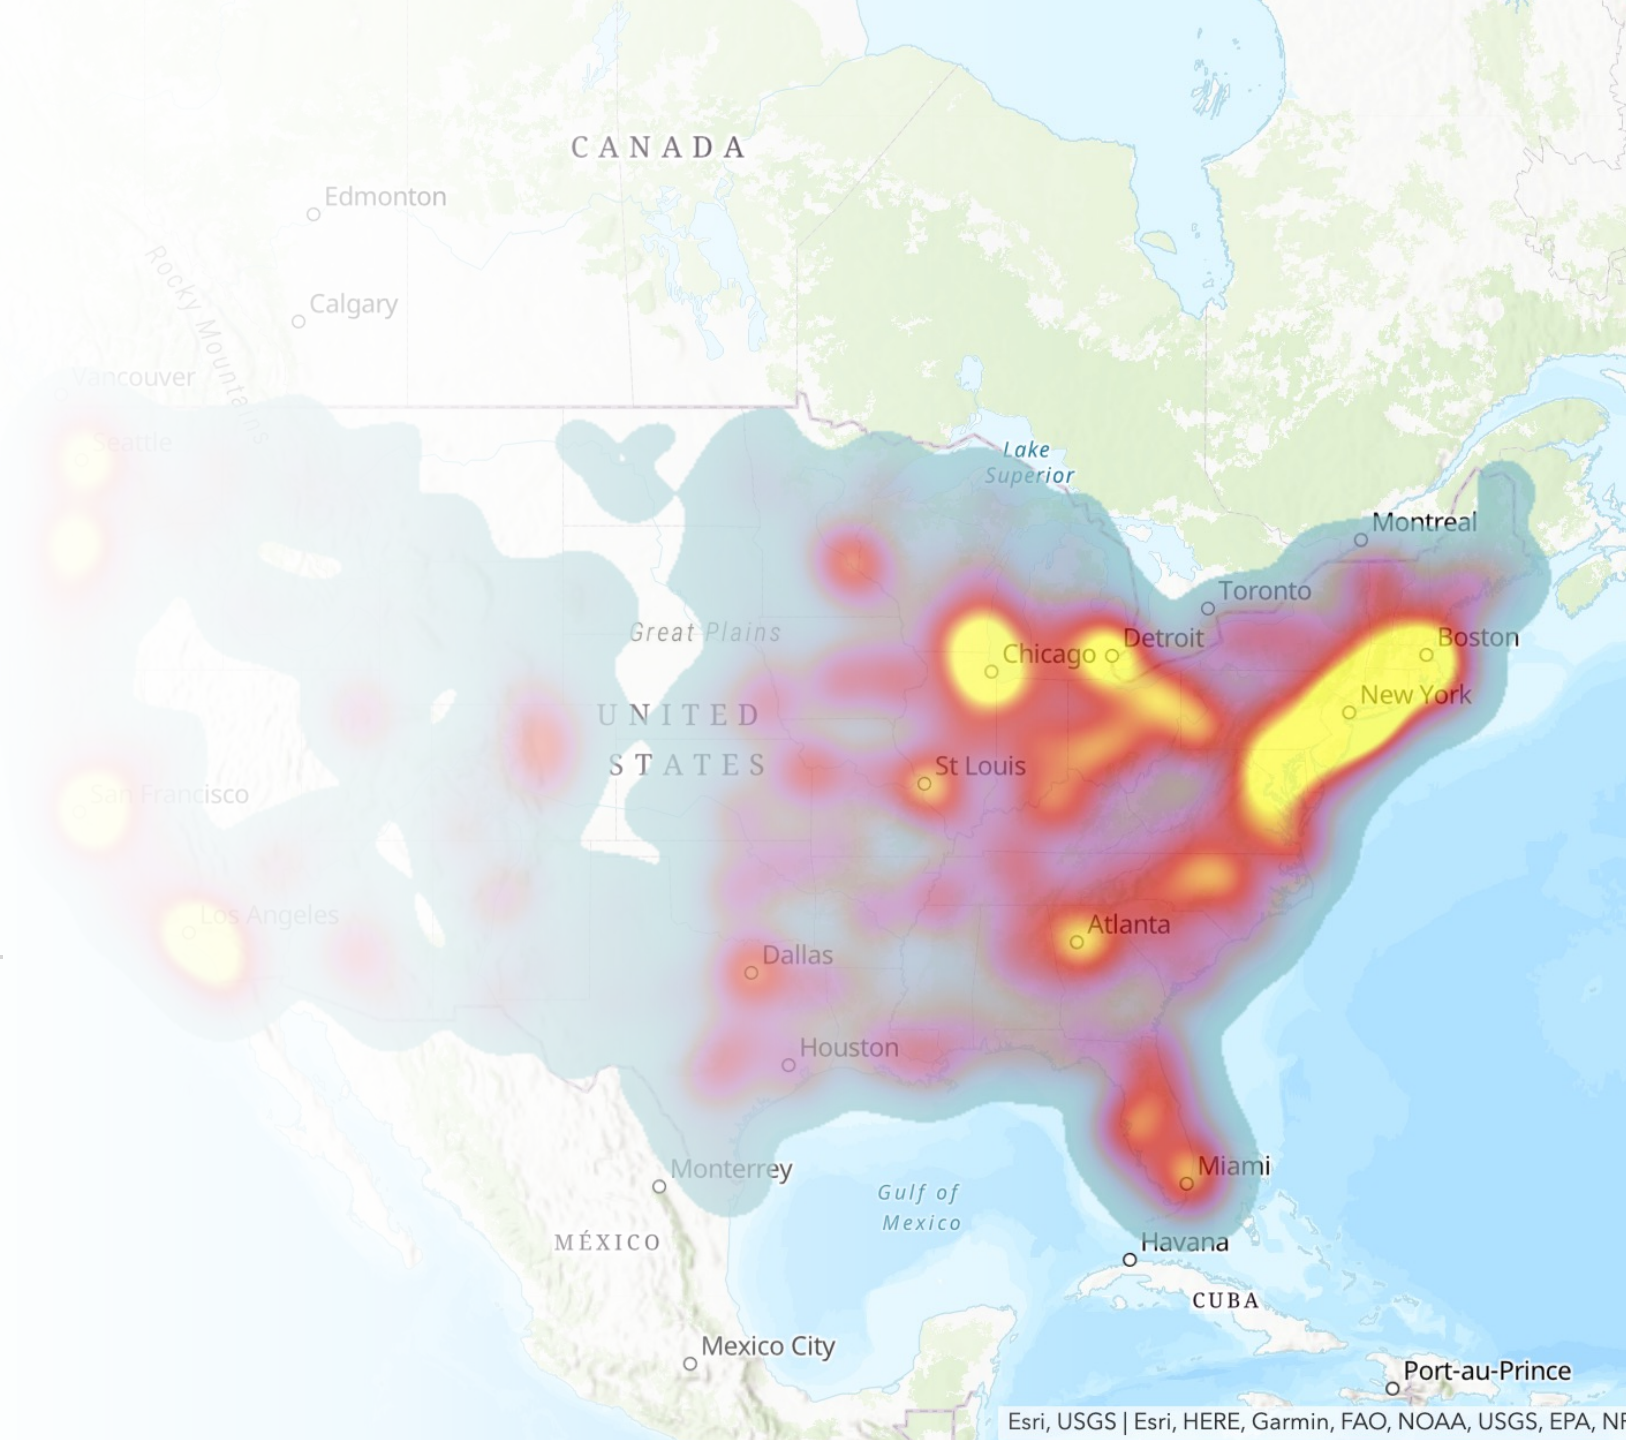 CANADA
Edmonton
Calgary
Rocky Mountains
Vancouver
Seattle
Lake
Superior
Montreal
Toronto
Great Plains
Detroit
Boston
Chicago
New York
UNITED
STATES
St Louis
San Francisco
Los Angeles
Atlanta
Dallas
Houston
Monterrey
Miami
Gulf of
Mexico
MÉXICO
Havana
CUBA
Mexico City
Port-au-Prince
Esri, USGS | Esri, HERE, Garmin, FAO, NOAA, USGS, EPA, NF